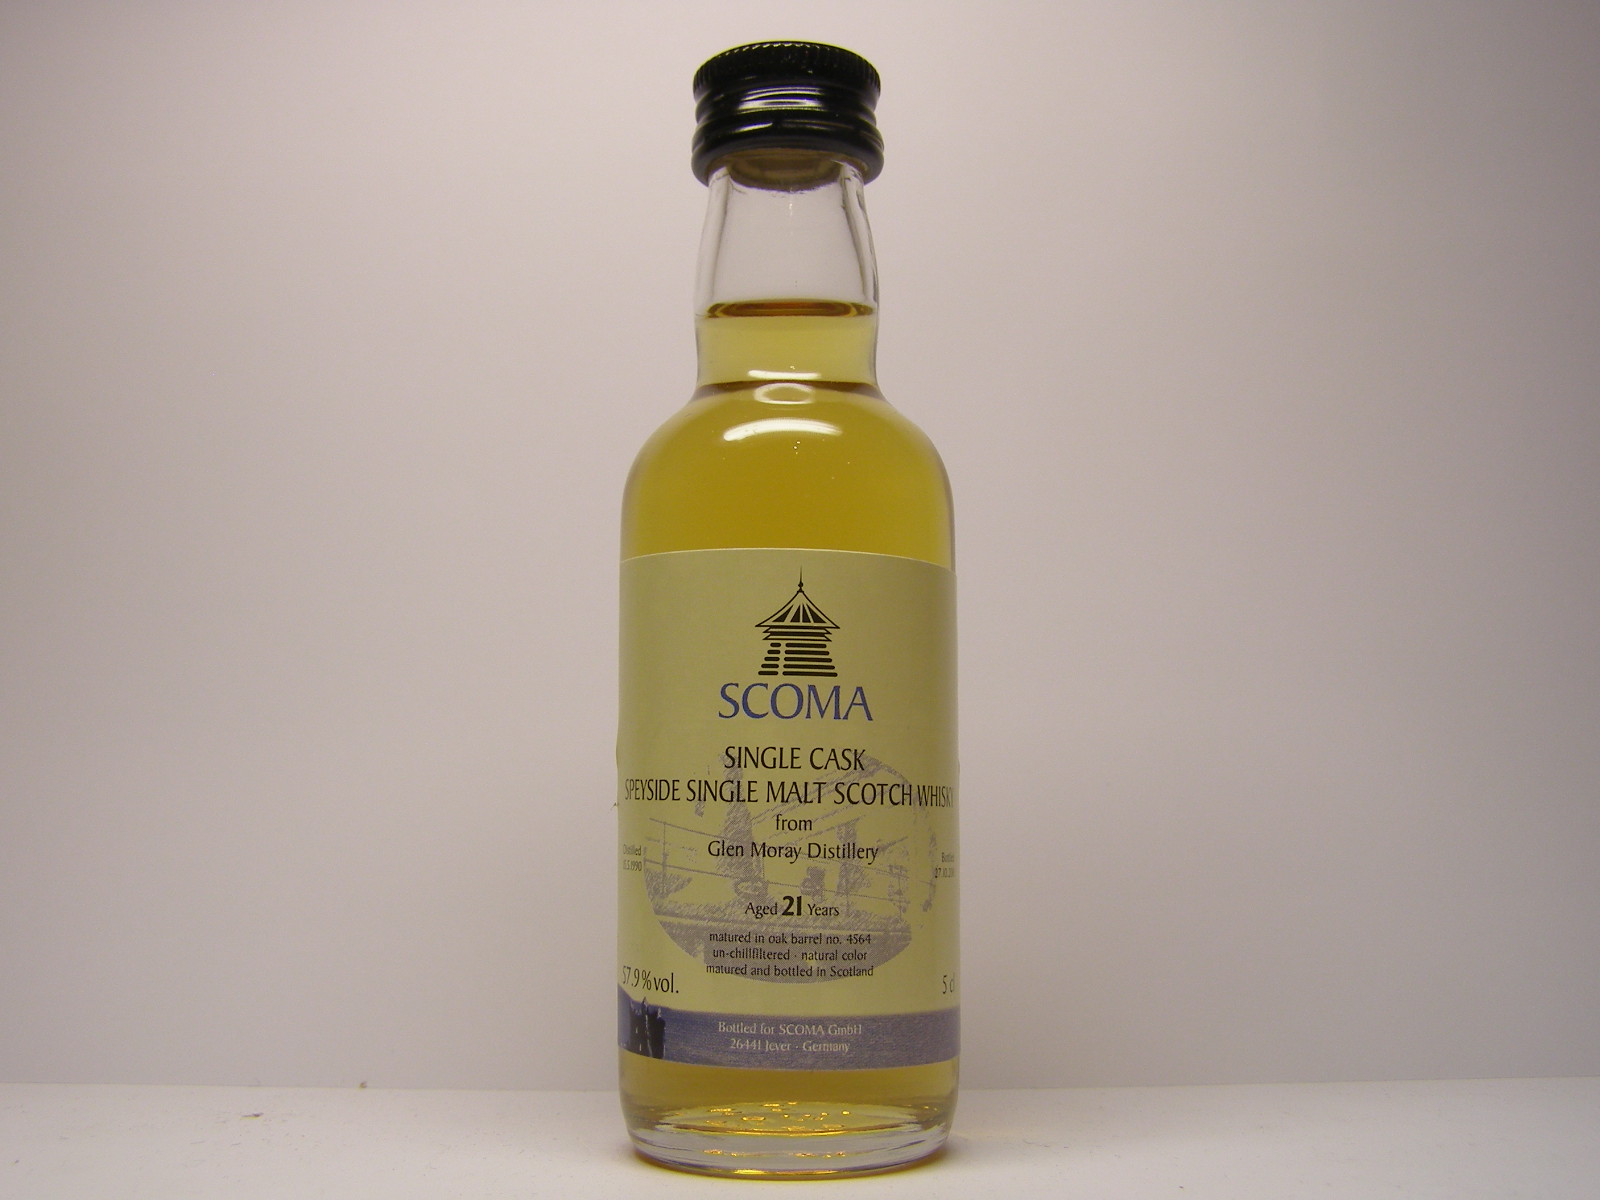 SCOMA
SINGLE CASK
SPEYSIDE SINGLE MALT SCOTCH WHISKY
from
Glen Moray Distillery
Distilled
Aged 21 Years
matured in oak barrel no. 4564
un-chillfiltered · natural color
matured and bottled in Scotland
57.9%vol.
5 cl
Bottled for SCOMA GmbH
26441 Jever · Germany